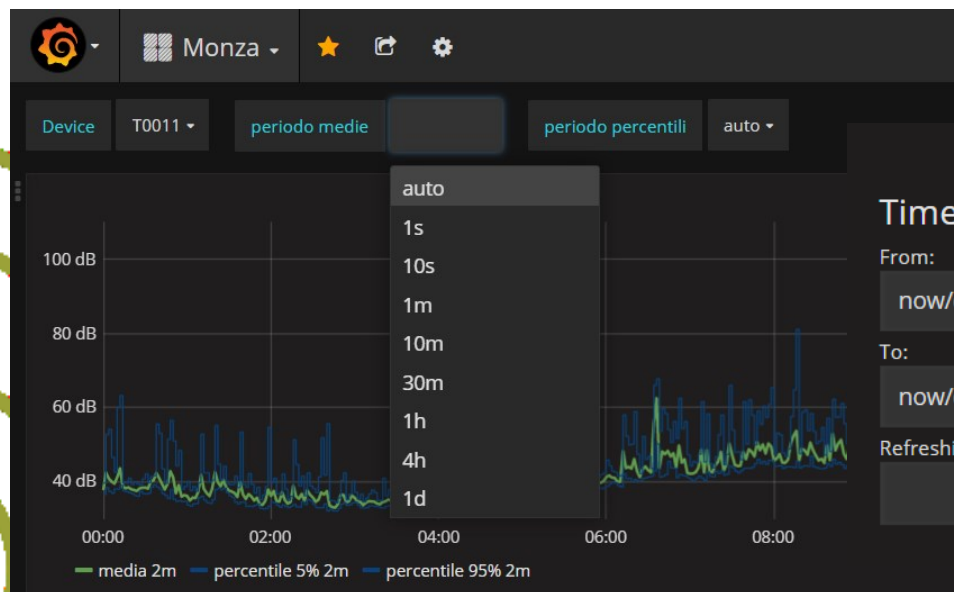 Monza
Device T0011 periodo medie periodo percentili auto
auto
1s
10s
1m
10m
30m
1h
4h
1d
100 dB
80 dB
60 dB
40 dB
00:00 02:00 04:00 06:00 08:00
media 2m percentile 5% 2m percentile 95% 2m
Time
From:
now/
To:
now/
Refreshi